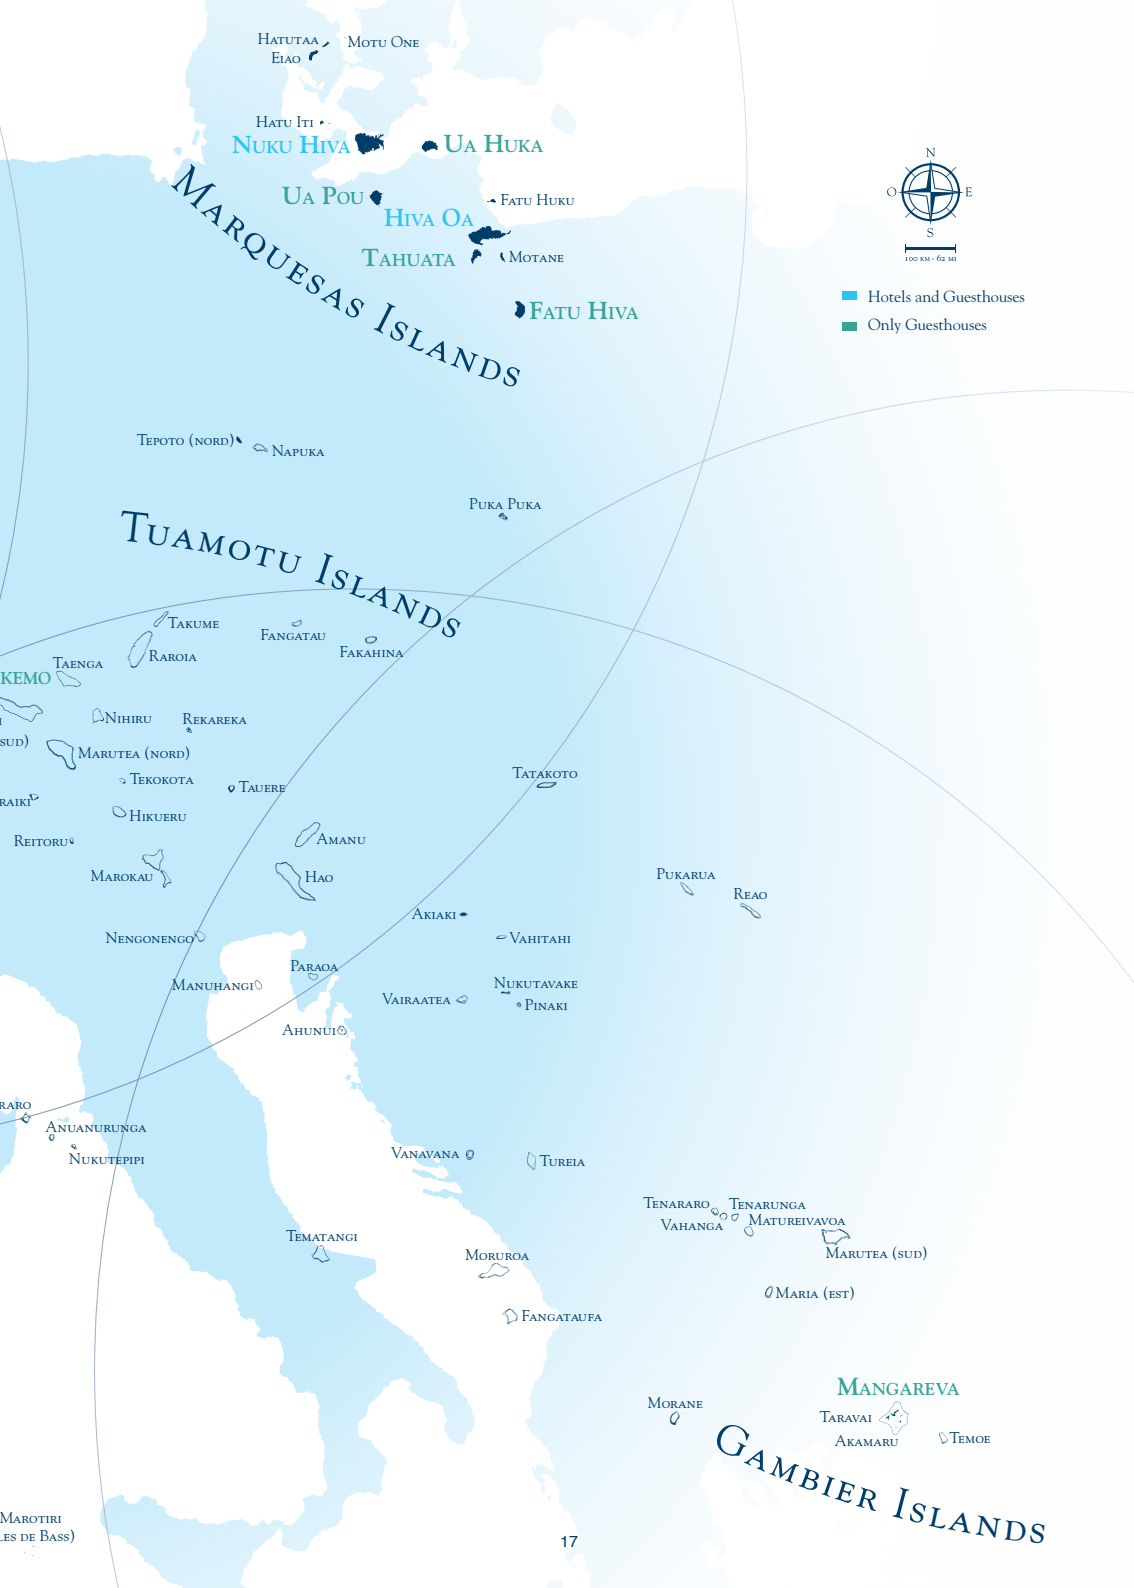 Hatutaa
Motu One
Eiao
Hatu Iti
Nuku Hiva
Ua Huka
Ua Pou
Fatu Huku
Hiva Oa
Tahuata
Motane
Fatu Hiva
Marquesas Islands
N
O
E
S
100 km - 62 mi
Hotels and Guesthouses
Only Guesthouses
Tepoto (nord)
Napuka
Puka Puka
Tuamotu Islands
Takume
Fangatau
Fakahina
Raroia
Taenga
kemo
Nihiru
Rekareka
i
sud)
Marutea (nord)
Tekokota
Tauere
Tatakoto
raiki
Hikueru
Reitoru
Amanu
Marokau
Hao
Pukarua
Reao
Akiaki
Nengonengo
Vahitahi
Paraoa
Manuhangi
Nukutavake
Vairaatea
Pinaki
Ahunui
raro
Anuanurunga
Nukutepipi
Vanavana
Tureia
Tenararo
Tenarunga
Vahanga
Matureivavoa
Tematangi
Moruroa
Marutea (sud)
Maria (est)
Fangataufa
Mangareva
Morane
Taravai
Akamaru
Temoe
Gambier Islands
Marotiri
les de Bass)
17